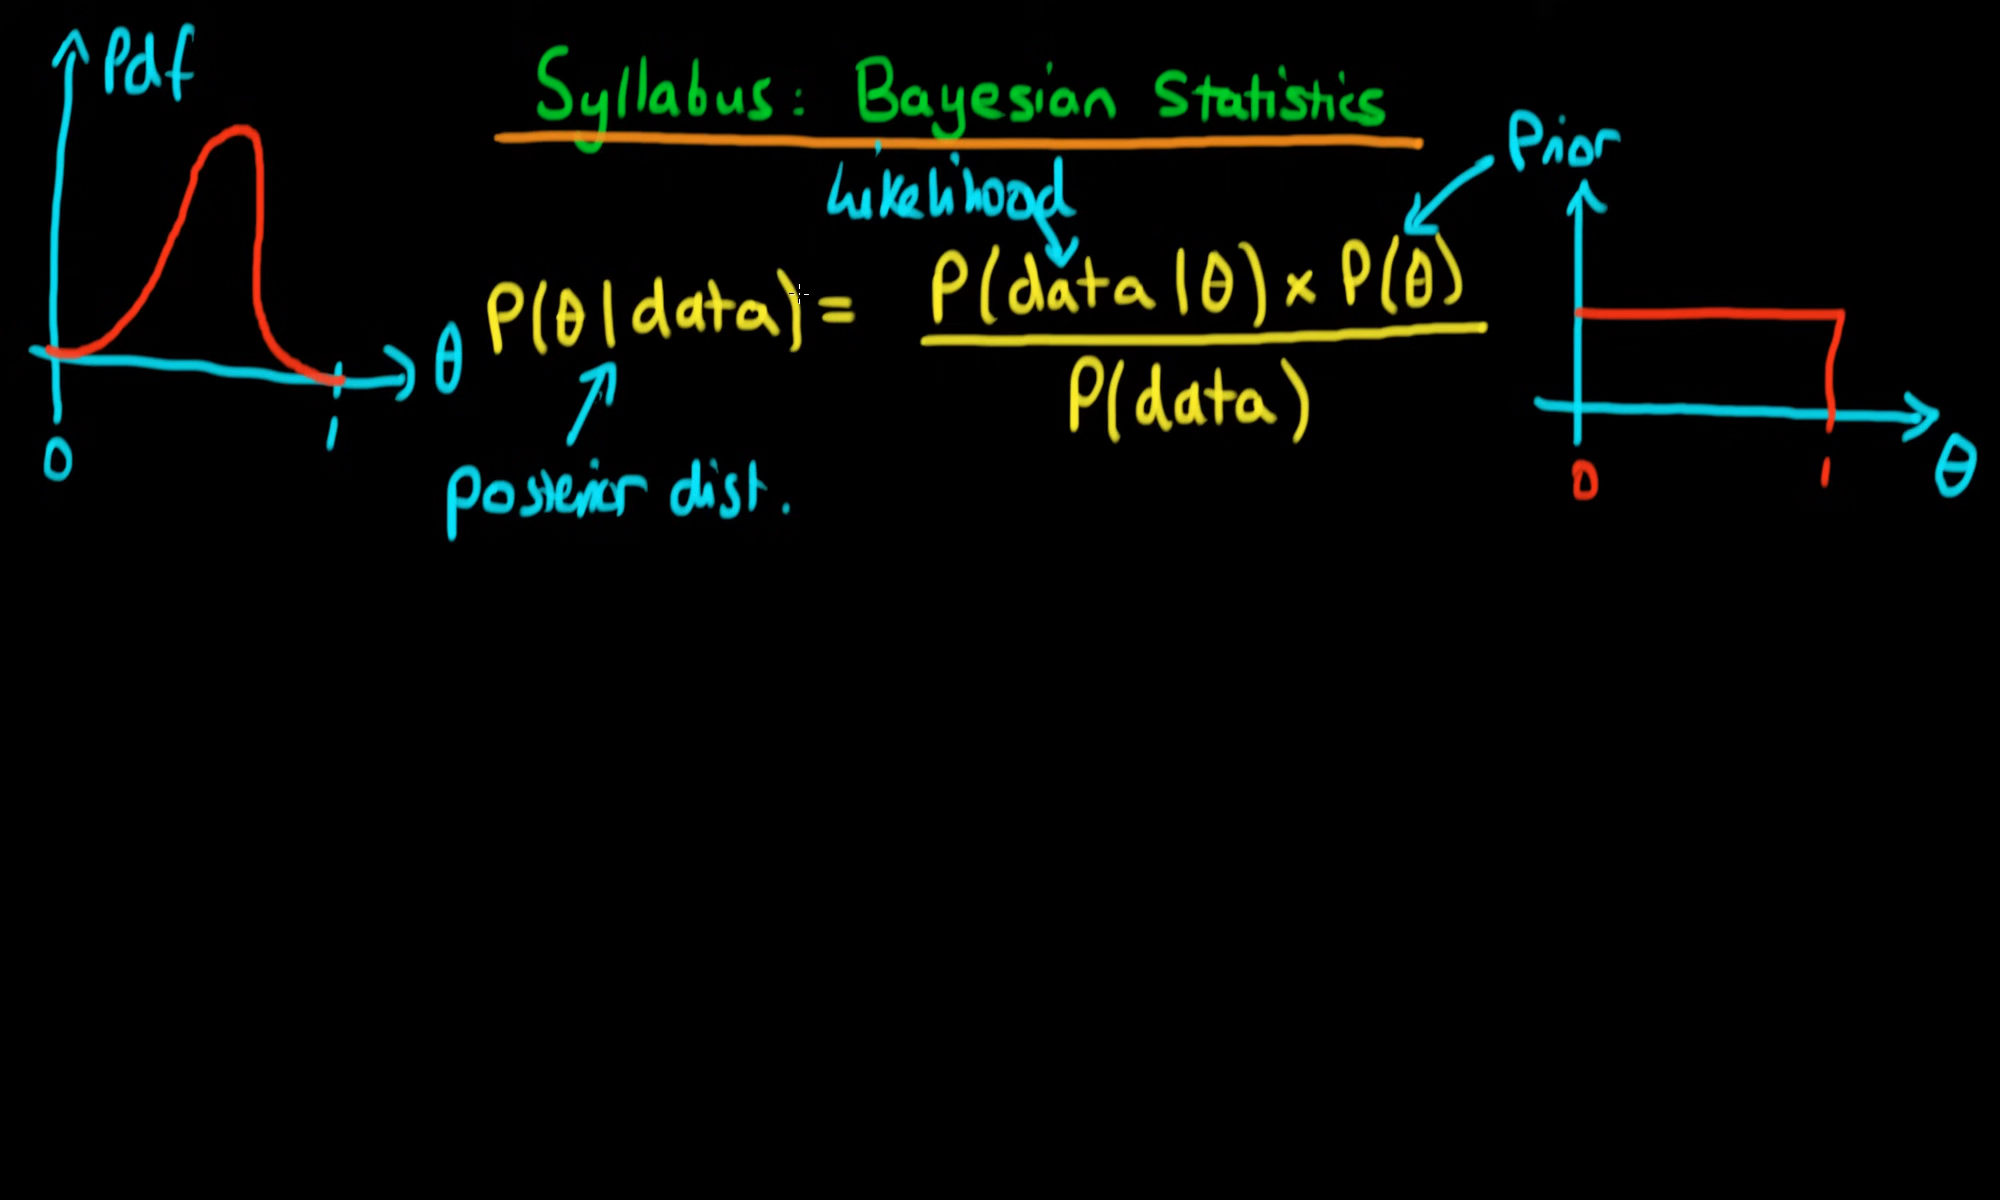 Pdf
Syllabus: Bayesian Statistics
Prior
Likelihood
P(θ|data) = P(data|θ) × P(θ)
P(data)
θ
0
1
posterior dist.
0
1
θ